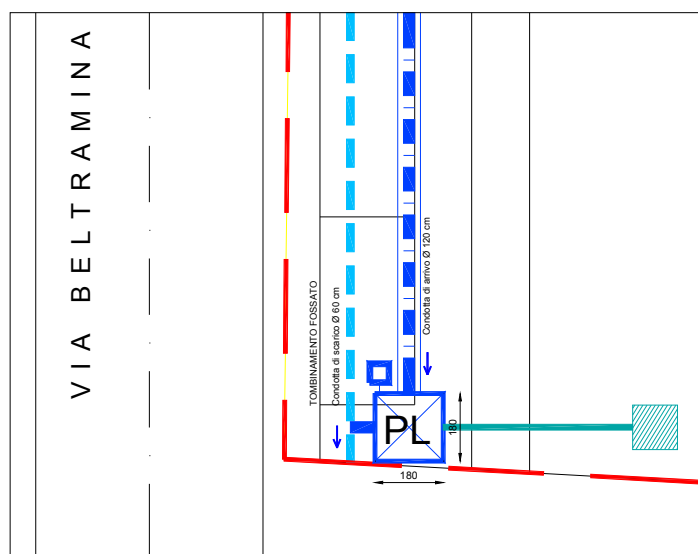 VIA BELTRAMINA
TOMBINAMENTO FOSSATO
Condotta di scarico Ø 60 cm
Condotta di arrivo Ø 120 cm
PL
180
180